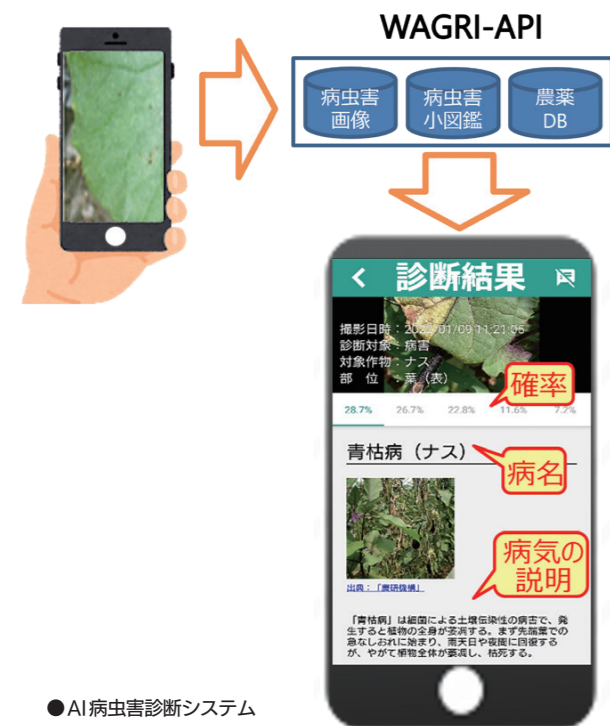 WAGRI-API
病虫害
画像
病虫害
小図鑑
農薬
DB
診断結果
撮影日時：2022/01/09 11:21:05
診断対象：病害
対象作物：ナス
部　位　：葉（表）
確率
28.7% 26.7% 22.8% 11.6% 7.2%
青枯病（ナス）
病名
出典：「農研機構」
病気の
説明
「青枯病」は細菌による土壌伝染性の病害で、発
生すると植物の全身が萎凋する。まず先端葉での
急なしおれに始まり、雨天日や夜間に回復する
が、やがて植物全体が萎凋し、枯死する。
●AI病虫害診断システム